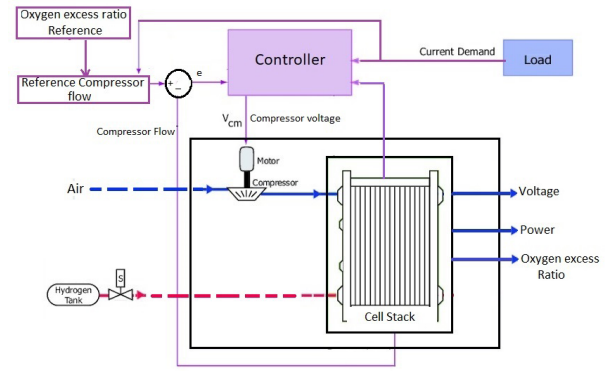 Oxygen excess ratio
Reference
Reference Compressor
flow
+
−
e
Controller
Current Demand
Load
Compressor Flow
Vcm
Compressor voltage
Motor
Compressor
Air
Voltage
Power
Oxygen excess
Ratio
S
Hydrogen
Tank
Cell Stack